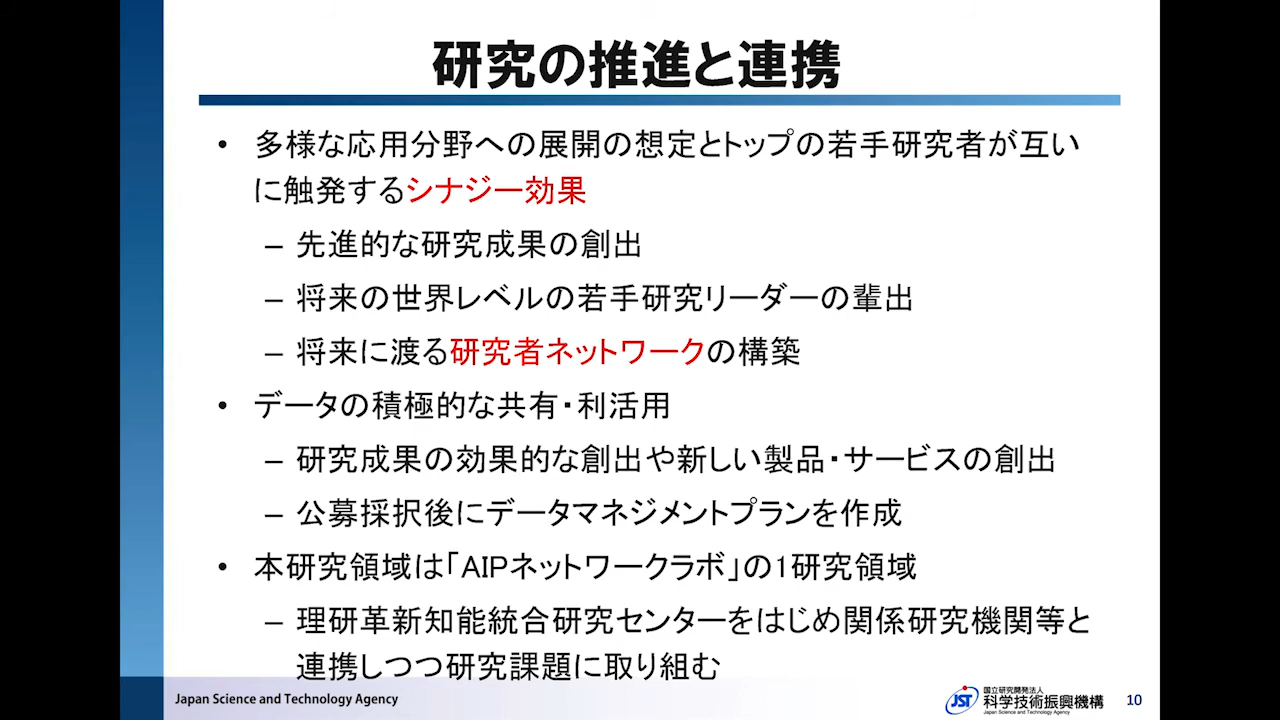 研究の推進と連携
• 多様な応用分野への展開の想定とトップの若手研究者が互い
に触発するシナジー効果
– 先進的な研究成果の創出
– 将来の世界レベルの若手研究リーダーの輩出
– 将来に渡る研究者ネットワークの構築
• データの積極的な共有・利活用
– 研究成果の効果的な創出や新しい製品・サービスの創出
– 公募採択後にデータマネジメントプランを作成
• 本研究領域は「AIPネットワークラボ」の1研究領域
– 理研革新知能統合研究センターをはじめ関係研究機関等と
連携しつつ研究課題に取り組む
Japan Science and Technology Agency
JST
国立研究開発法人
科学技術振興機構
Japan Science and Technology Agency
10